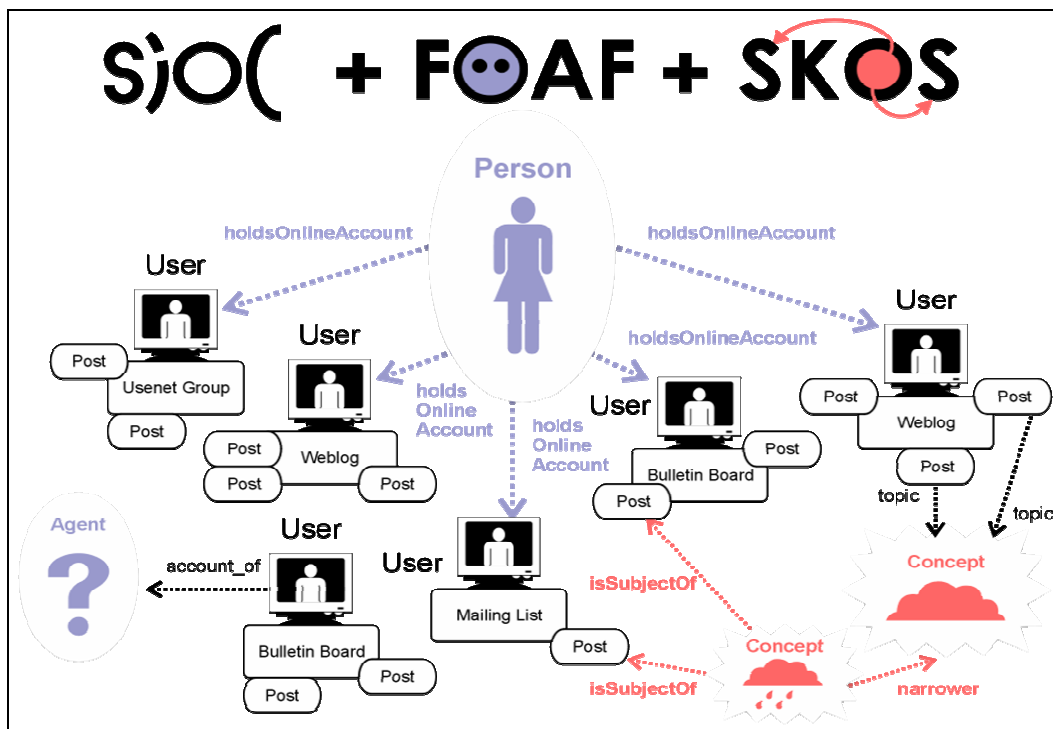 SiOC + FOAF + SKOS
Person
holdsOnlineAccount
holdsOnlineAccount
User
User
User
holdsOnlineAccount
User
Post
Usenet Group
Post
holds
Online
Account
holds
Online
Account
User
Post
Post
Weblog
Post
Weblog
Post
Post
Post
Post
Bulletin Board
Post
topic
topic
Agent
?
account_of
User
Bulletin Board
Post
Post
User
Mailing List
Post
isSubjectOf
isSubjectOf
Concept
Concept
narrower